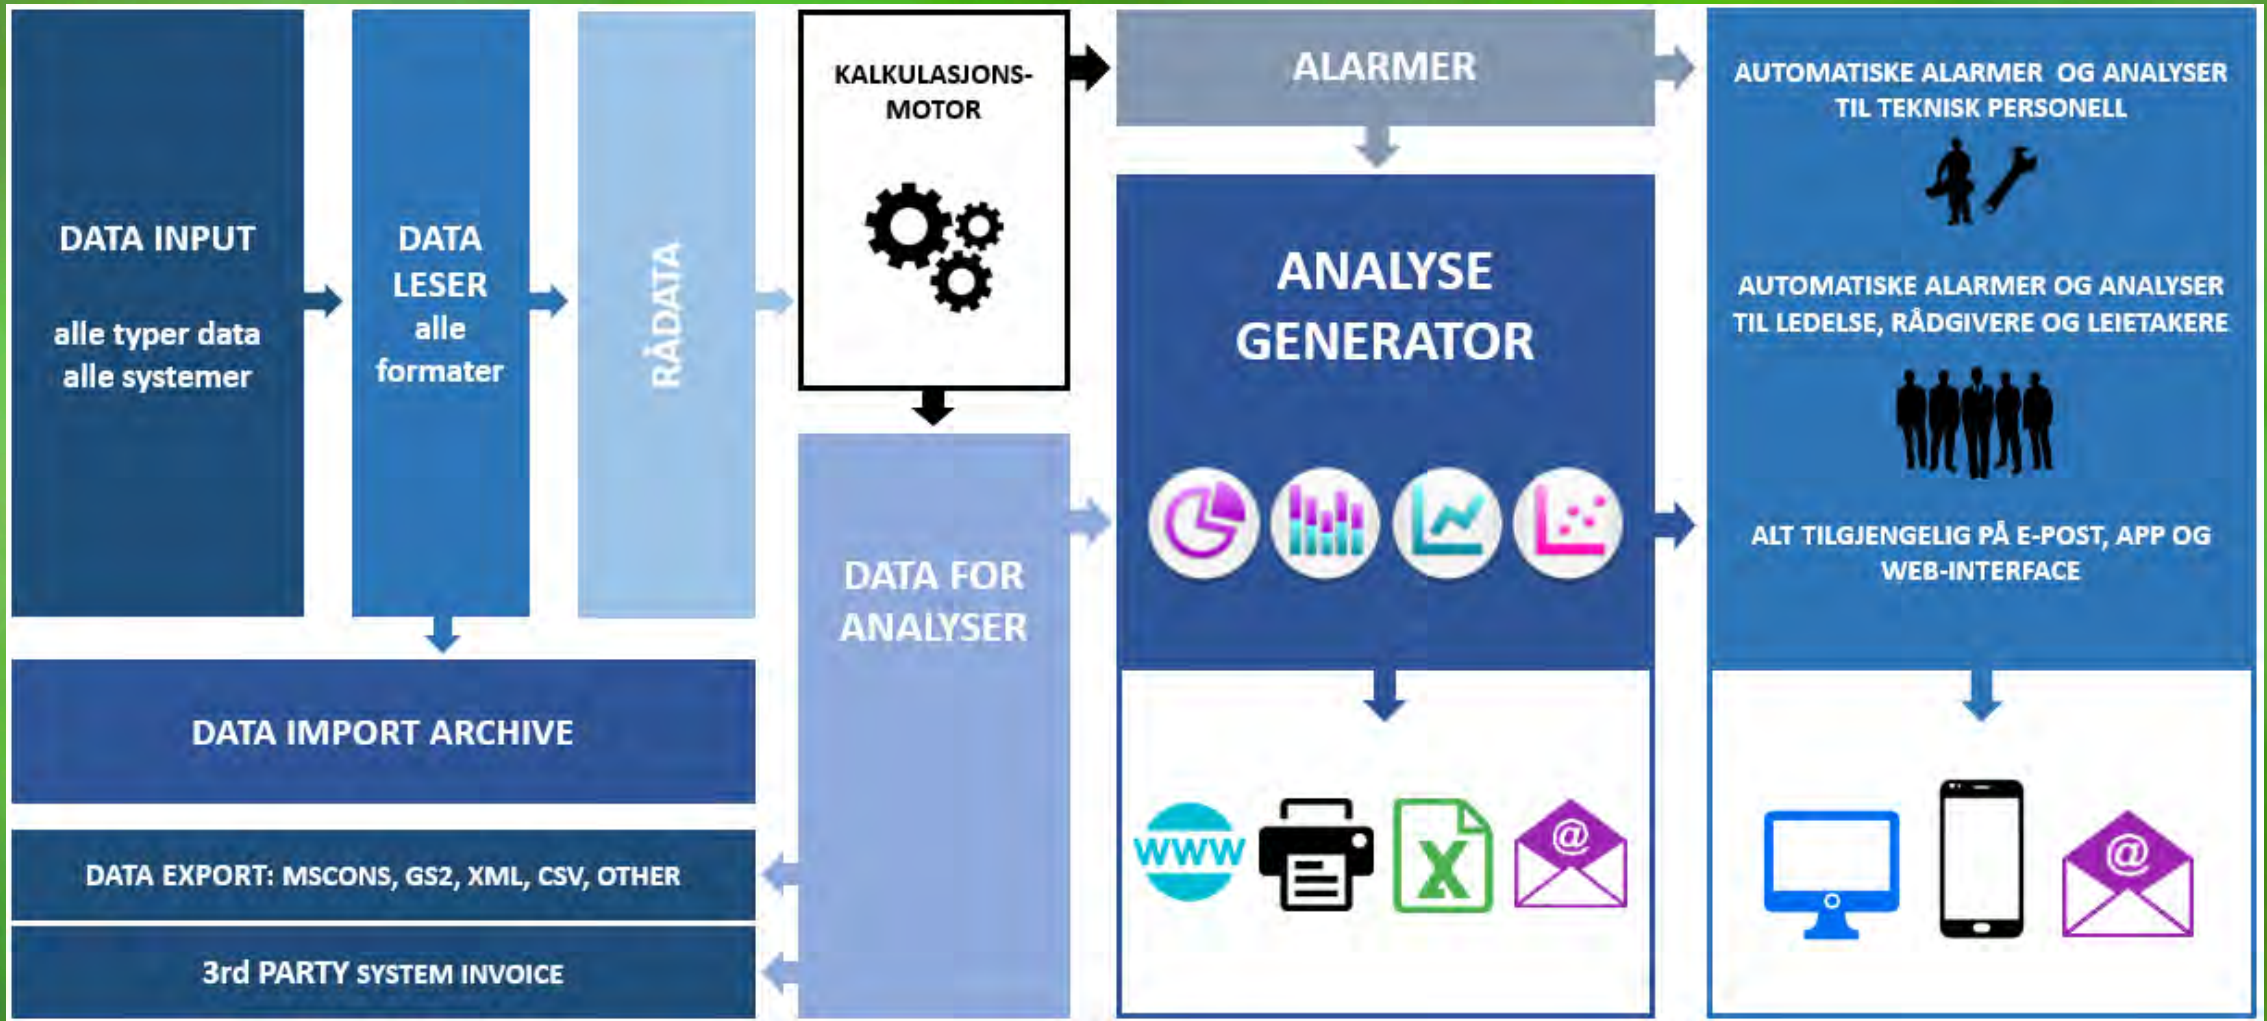 DATA INPUT
alle typer data
alle systemer
DATA
LESER
alle
formater
RÅDATA
KALKULASJONS-
MOTOR
ALARMER
AUTOMATISKE ALARMER OG ANALYSER
TIL TEKNISK PERSONELL
ANALYSE
GENERATOR
AUTOMATISKE ALARMER OG ANALYSER
TIL LEDELSE, RÅDGIVERE OG LEIETAKERE
ALT TILGJENGELIG PÅ E-POST, APP OG
WEB-INTERFACE
DATA FOR
ANALYSER
DATA IMPORT ARCHIVE
DATA EXPORT: MSCONS, GS2, XML, CSV, OTHER
3rd PARTY SYSTEM INVOICE
WWW
X
@
@